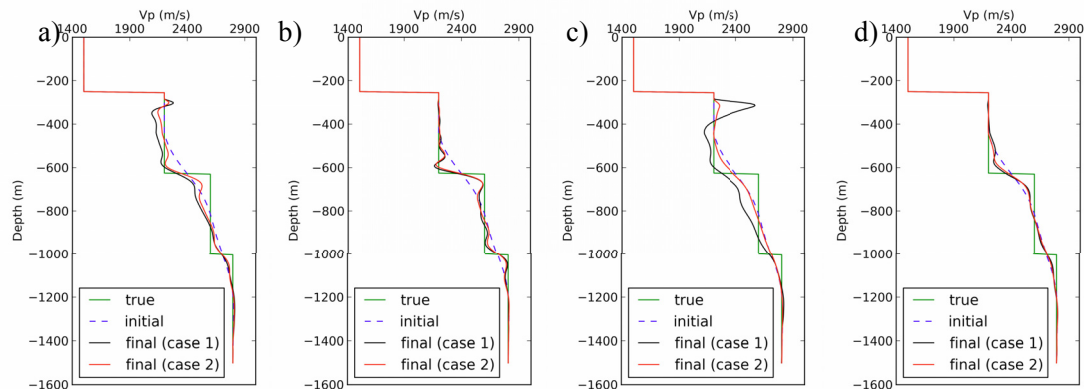 a)
Vp (m/s)
1400 1900 2400 2900
0
−200
−400
−600
−800
−1000
−1200
−1400
−1600
Depth (m)
true
initial
final (case 1)
final (case 2)
b)
Vp (m/s)
1400 1900 2400 2900
0
−200
−400
−600
−800
−1000
−1200
−1400
−1600
Depth (m)
true
initial
final (case 1)
final (case 2)
c)
Vp (m/s)
1400 1900 2400 2900
0
−200
−400
−600
−800
−1000
−1200
−1400
−1600
Depth (m)
true
initial
final (case 1)
final (case 2)
d)
Vp (m/s)
1400 1900 2400 2900
0
−200
−400
−600
−800
−1000
−1200
−1400
−1600
Depth (m)
true
initial
final (case 1)
final (case 2)